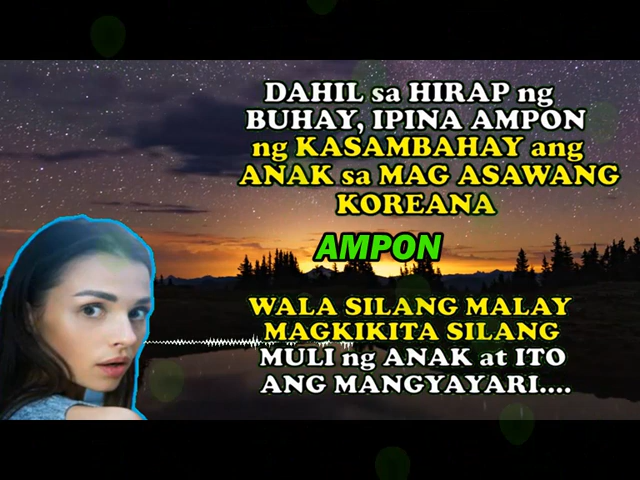 DAHIL sa HIRAP ng
BUHAY, IPINA AMPON
ng KASAMBAHAY ang
ANAK sa MAG ASAWANG
KOREANA
AMPON
WALA SILANG MALAY
MAGKIKITA SILANG
MULI ng ANAK at ITO
ANG MANGYAYARI....